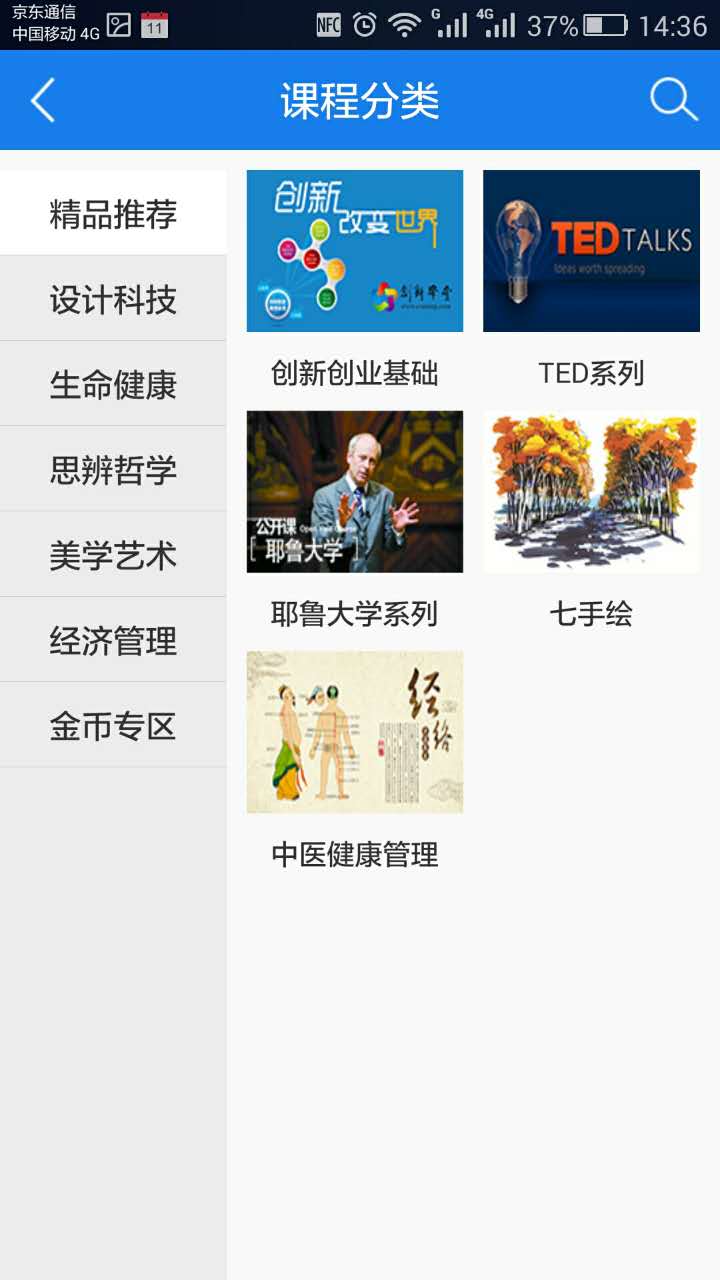 京东通信
中国移动 4G
11
NFC
G
4G
37%
14:36
课程分类
精品推荐
设计科技
生命健康
思辨哲学
美学艺术
经济管理
金币专区
创新
改变世界
创新学堂
创新创业基础
TED TALKS
Ideas worth spreading
TED系列
公开课
[ 耶鲁大学 ]
耶鲁大学系列
七手绘
经络
中医健康管理